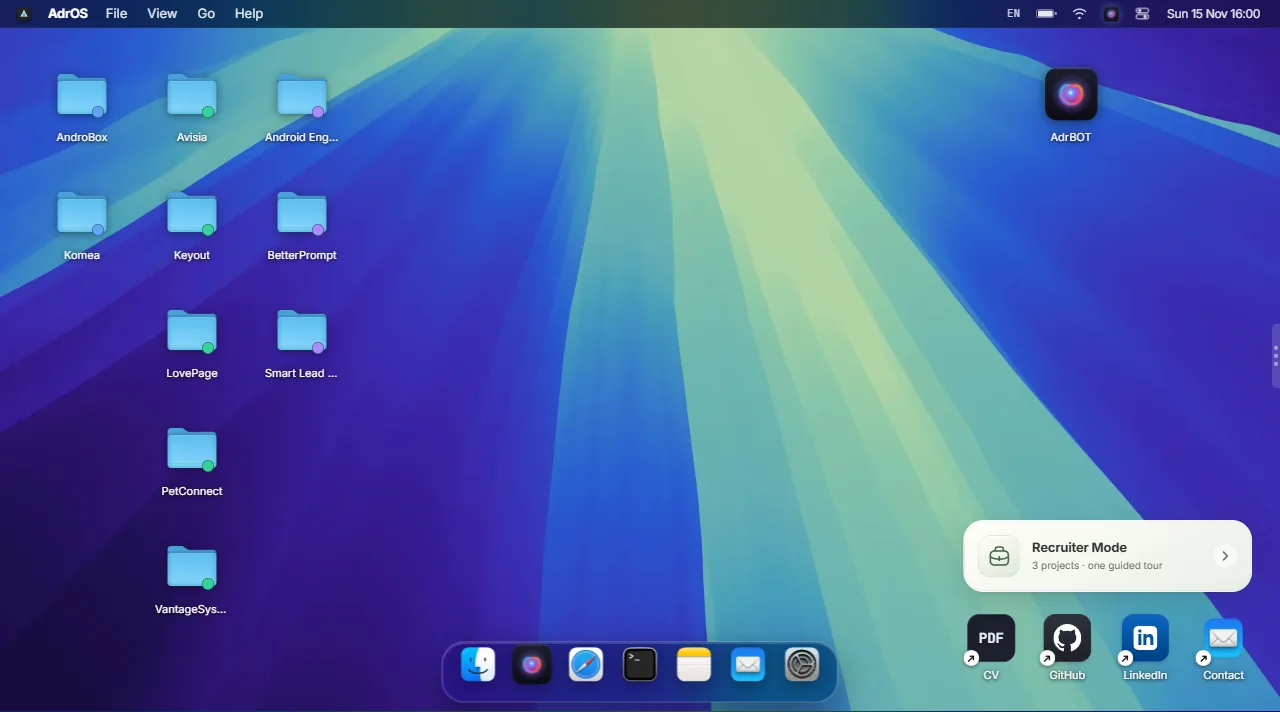 AdrOS File View Go Help
EN
Sun 15 Nov 16:00
AndroBox
Avisia
Android Eng...
AdrBOT
Komea
Keyout
BetterPrompt
LovePage
Smart Lead ...
PetConnect
VantageSys...
Recruiter Mode
3 projects · one guided tour
PDF
in
CV
GitHub
LinkedIn
Contact
>_